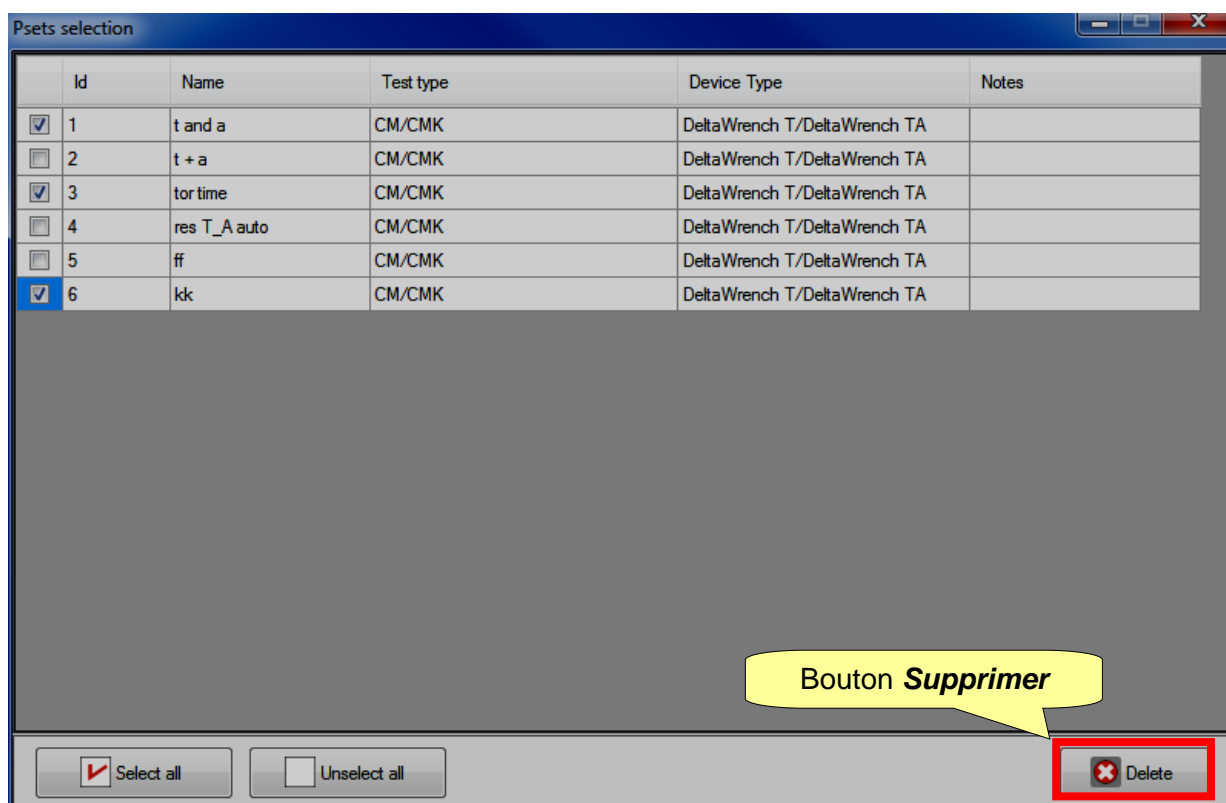 Psets selection
Id Name Test type Device Type Notes
1 t and a CM/CMK DeltaWrench T/DeltaWrench TA
2 t + a CM/CMK DeltaWrench T/DeltaWrench TA
3 tor time CM/CMK DeltaWrench T/DeltaWrench TA
4 res T_A auto CM/CMK DeltaWrench T/DeltaWrench TA
5 ff CM/CMK DeltaWrench T/DeltaWrench TA
6 kk CM/CMK DeltaWrench T/DeltaWrench TA
Bouton Supprimer
Select all Unselect all Delete